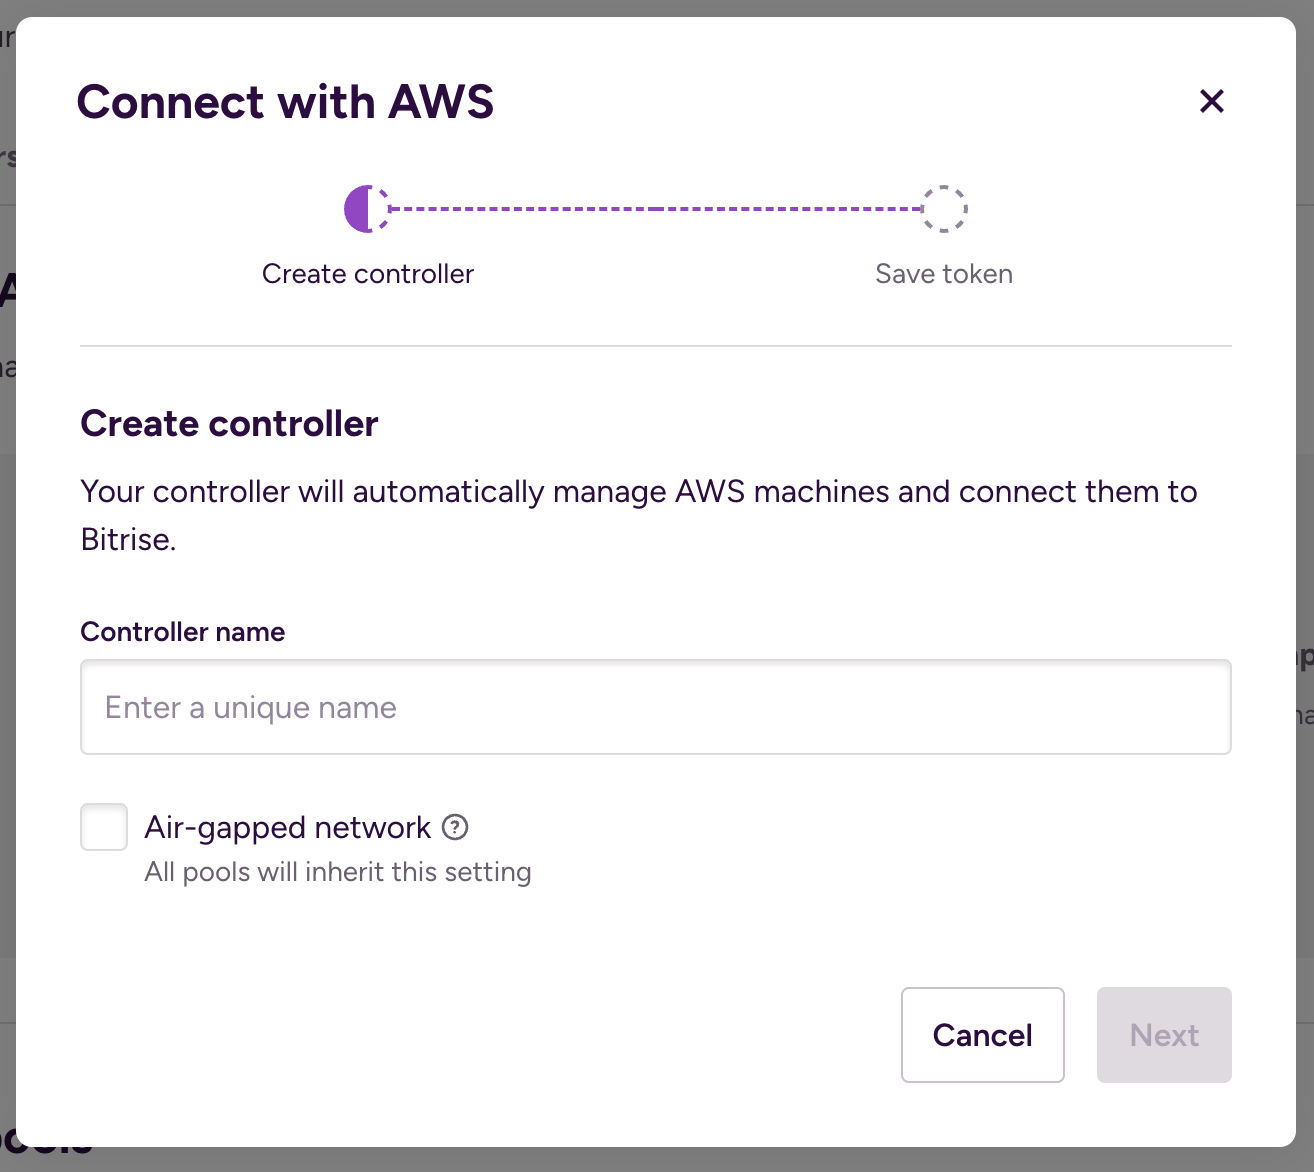 Connect with AWS
Create controller
Save token
Create controller
Your controller will automatically manage AWS machines and connect them to
Bitrise.
Controller name
Enter a unique name
Air-gapped network
All pools will inherit this setting
Cancel
Next